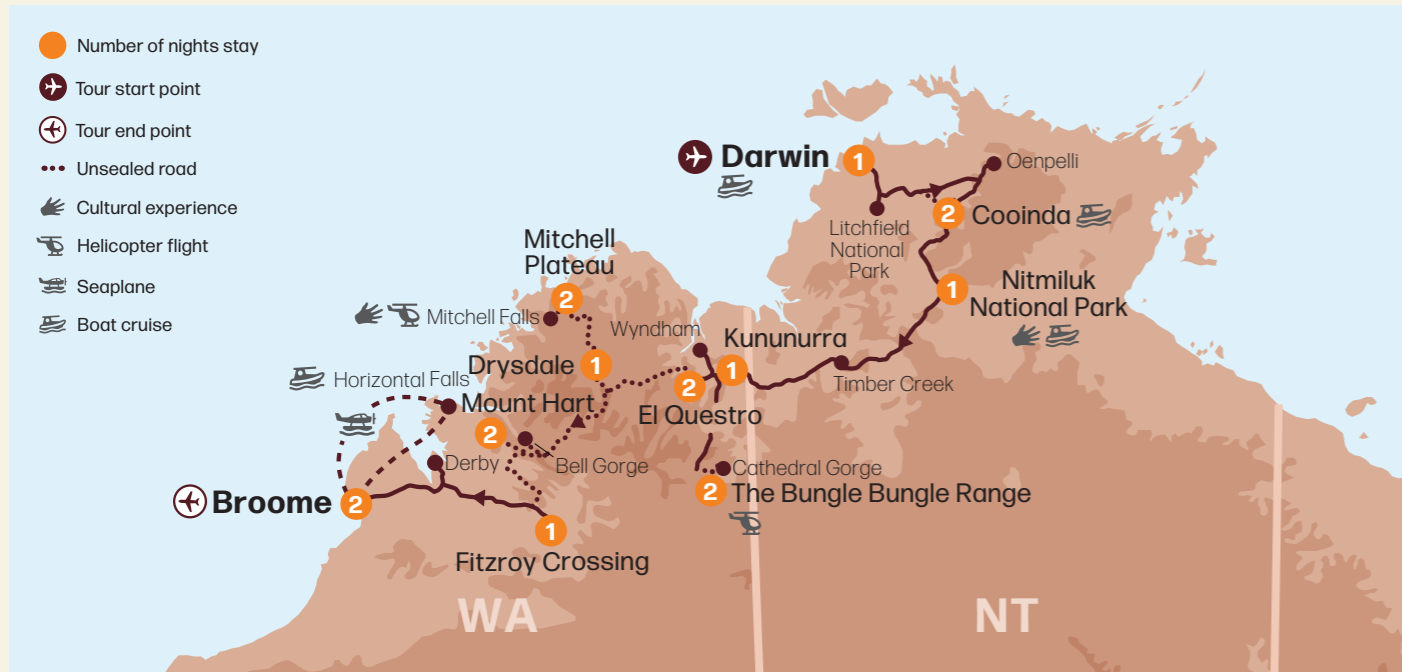 Number of nights stay
Tour start point
Tour end point
Unsealed road
Cultural experience
Helicopter flight
Seaplane
Boat cruise
Darwin
1
Oenpelli
2
Cooinda
Litchfield
National
Park
1
Nitmiluk
National Park
Mitchell
Plateau
2
Mitchell Falls
Wyndham
Kununurra
1
Timber Creek
Drysdale
1
2
El Questro
Horizontal Falls
Mount Hart
2
Bell Gorge
Derby
Cathedral Gorge
2
The Bungle Bungle Range
Broome
2
1
Fitzroy Crossing
WA
NT